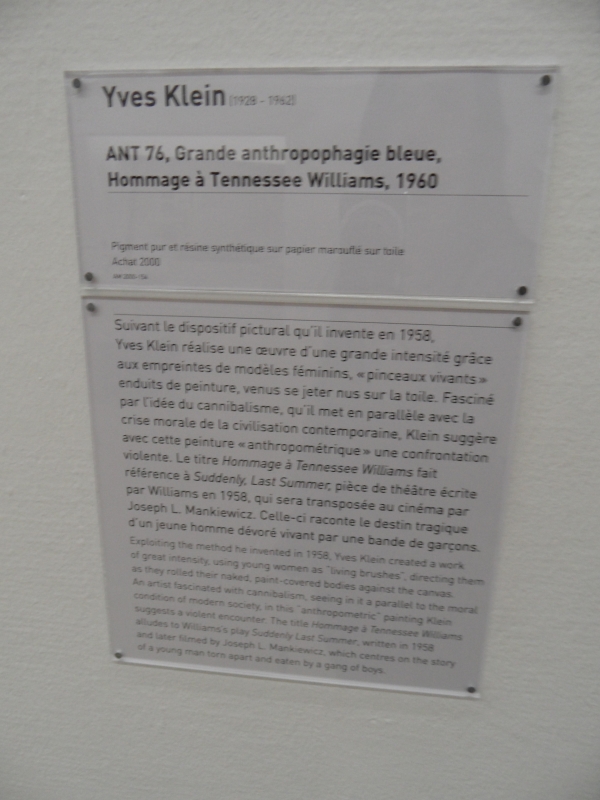 Yves Klein (1928 - 1962)
ANT 76, Grande anthropophagie bleue,
Hommage à Tennessee Williams, 1960
Pigment pur et résine synthétique sur papier marouflé sur toile
Achat 2000
Suivant le dispositif pictural qu'il invente en 1958,
Yves Klein réalise une œuvre d'une grande intensité grâce
aux empreintes de modèles féminins, « pinceaux vivants »
enduits de peinture, venus se jeter nus sur la toile. Fasciné
par l'idée du cannibalisme, qu'il met en parallèle avec la
crise morale de la civilisation contemporaine, Klein suggère
avec cette peinture « anthropométrique » une confrontation
violente. Le titre Hommage à Tennessee Williams fait
référence à Suddenly, Last Summer, pièce de théâtre écrite
par Williams en 1958, qui sera transposée au cinéma par
Joseph L. Mankiewicz. Celle-ci raconte le destin tragique
d'un jeune homme dévoré vivant par une bande de garçons.
Exploiting the method he invented in 1958, Yves Klein created a work
of great intensity, using young women as "living brushes", directing them
as they rolled their naked, paint-covered bodies against the canvas.
An artist fascinated with cannibalism, seeing in it a parallel to the moral
condition of modern society, in this "anthropometric" painting Klein
suggests a violent encounter. The title Hommage à Tennessee Williams
alludes to Williams's play Suddenly Last Summer, written in 1958
and later filmed by Joseph L. Mankiewicz, which centres on the story
of a young man torn apart and eaten by a gang of boys.